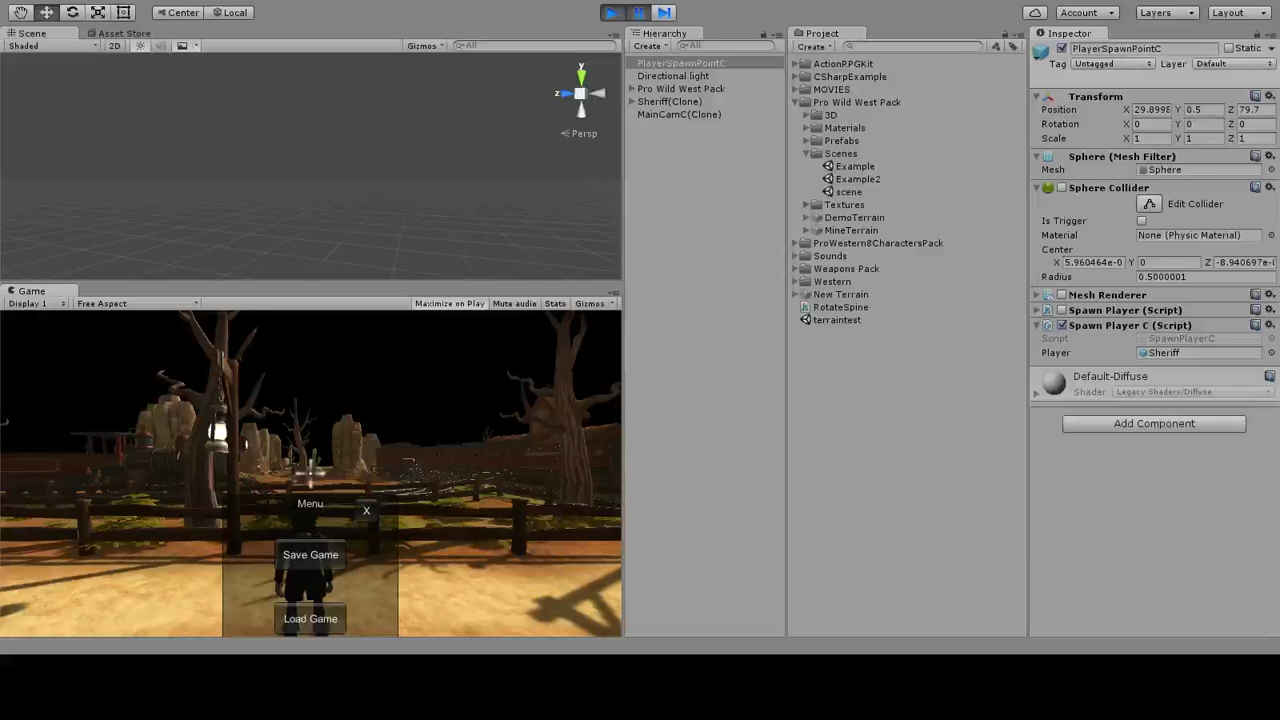 Center Local Account Layers Layout
Scene Asset Store
Shaded 2D Gizmos All
y
z
Persp
Game
Display 1 Free Aspect Maximize on Play Mute audio Stats Gizmos
Menu
X
Save Game
Load Game
Hierarchy
Create All
PlayerSpawnPointC
Directional light
Pro Wild West Pack
Sheriff(Clone)
MainCamC(Clone)
Project
Create
ActionRPGKit
CSharpExample
MOVIES
Pro Wild West Pack
3D
Materials
Prefabs
Scenes
Example
Example2
scene
Textures
DemoTerrain
MineTerrain
ProWestern8CharactersPack
Sounds
Weapons Pack
Western
New Terrain
RotateSpine
terraintest
Inspector
PlayerSpawnPointC Static
Tag Untagged Layer Default
Transform
Position X 29.8998 Y 0.5 Z 79.7
Rotation X 0 Y 0 Z 0
Scale X 1 Y 1 Z 1
Sphere (Mesh Filter)
Mesh Sphere
Sphere Collider
Edit Collider
Is Trigger
Material None (Physic Material)
Center
X 5.960464e-0 Y 0 Z -8.940697e-(
Radius 0.5000001
Mesh Renderer
Spawn Player (Script)
Spawn Player C (Script)
Script SpawnPlayerC
Player Sheriff
Default-Diffuse
Shader Legacy Shaders/Diffuse
Add Component